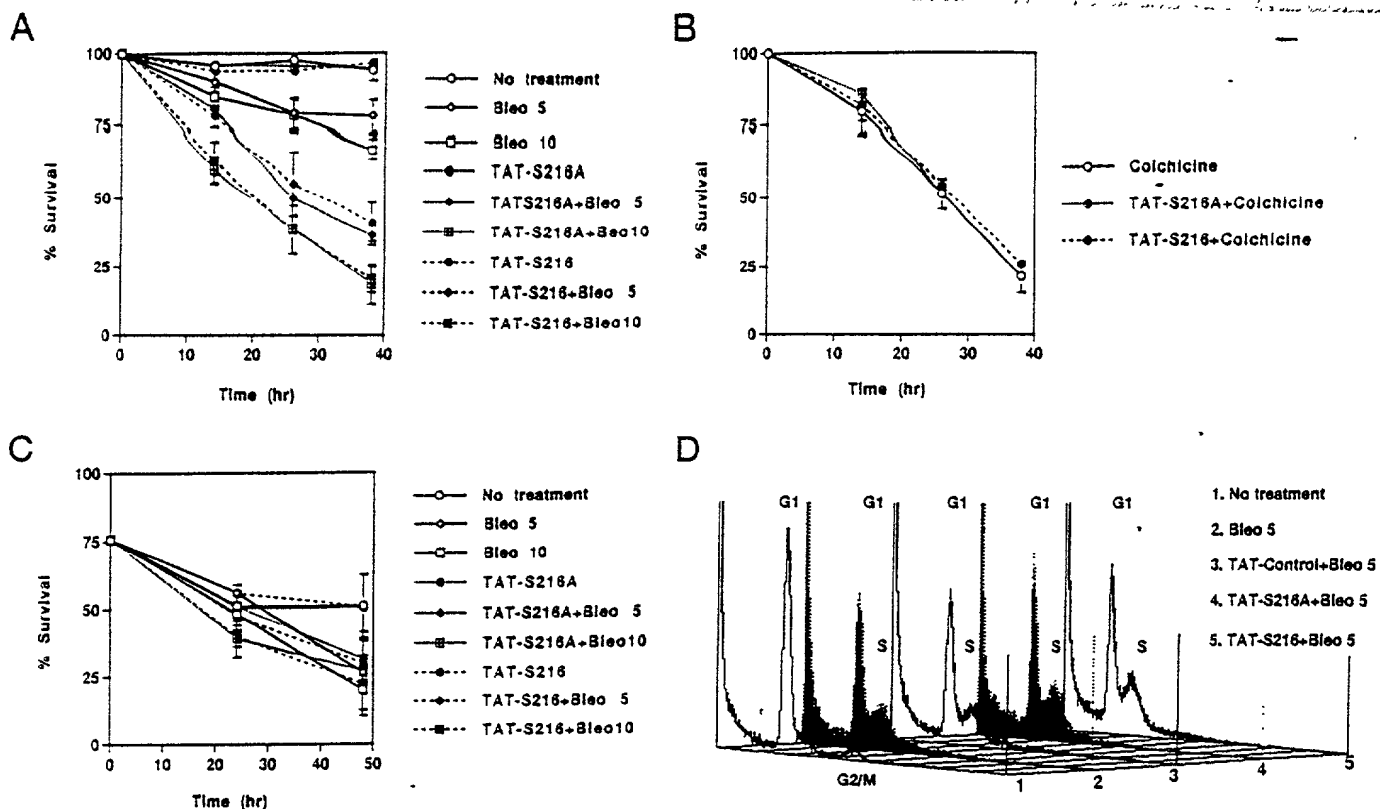 A
100
75
50
25
0
% Survival
0 10 20 30 40
Time (hr)
No treatment
Bleo 5
Bleo 10
TAT-S216A
TATS216A+Bleo 5
TAT-S216A+Bleo10
TAT-S216
TAT-S216+Bleo 5
TAT-S216+Bleo10
B
100
75
50
25
0
% Survival
0 10 20 30 40
Time (hr)
Colchicine
TAT-S216A+Colchicine
TAT-S216+Colchicine
C
100
75
50
25
0
% Survival
0 10 20 30 40 50
Time (hr)
No treatment
Bleo 5
Bleo 10
TAT-S216A
TAT-S216A+Bleo 5
TAT-S216A+Bleo10
TAT-S216
TAT-S216+Bleo 5
TAT-S216+Bleo10
D
G1 G1 G1 G1 G1
S S S S
G2/M
1 2 3 4 5
1. No treatment
2. Bleo 5
3. TAT-Control+Bleo 5
4. TAT-S216A+Bleo 5
5. TAT-S216+Bleo 5